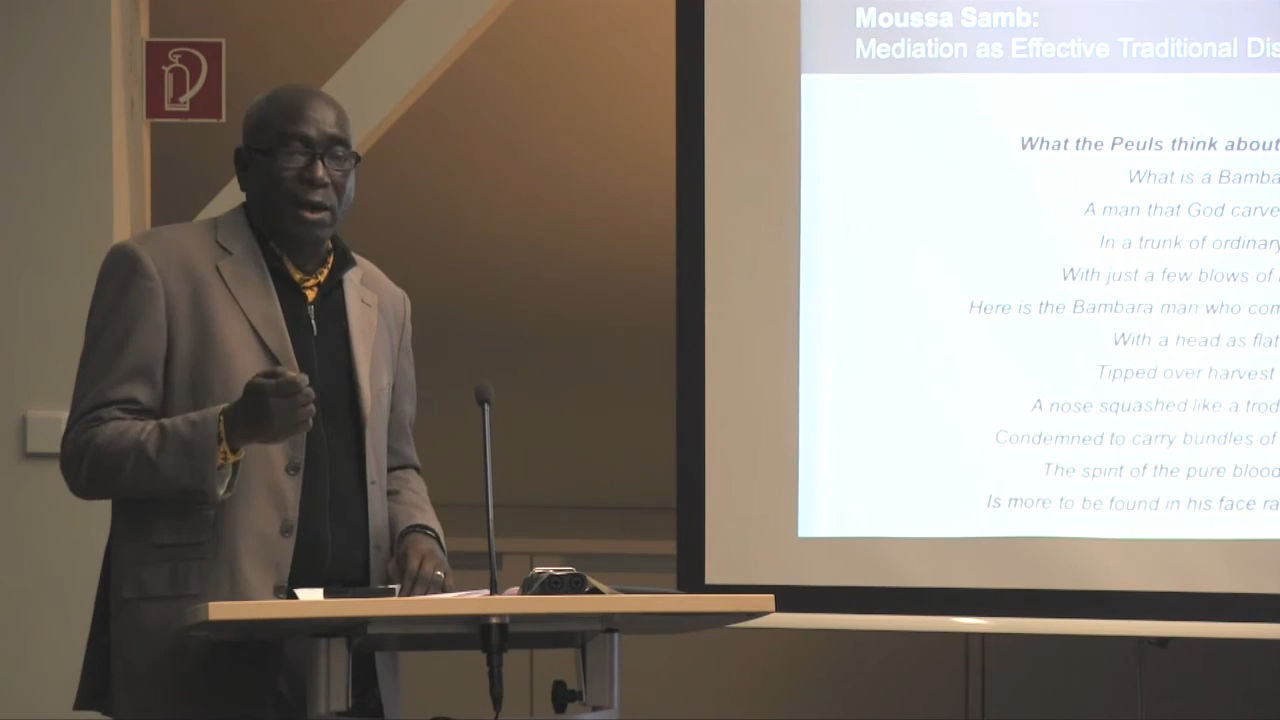 Moussa Samb:
Mediation as Effective Traditional Dis
What the Peuls think about
What is a Bamba
A man that God carve
In a trunk of ordinary
With just a few blows of
Here is the Bambara man who com
With a head as flat
Tipped over harvest
A nose squashed like a trod
Condemned to carry bundles of
The spirit of the pure blood
Is more to be found in his face ra